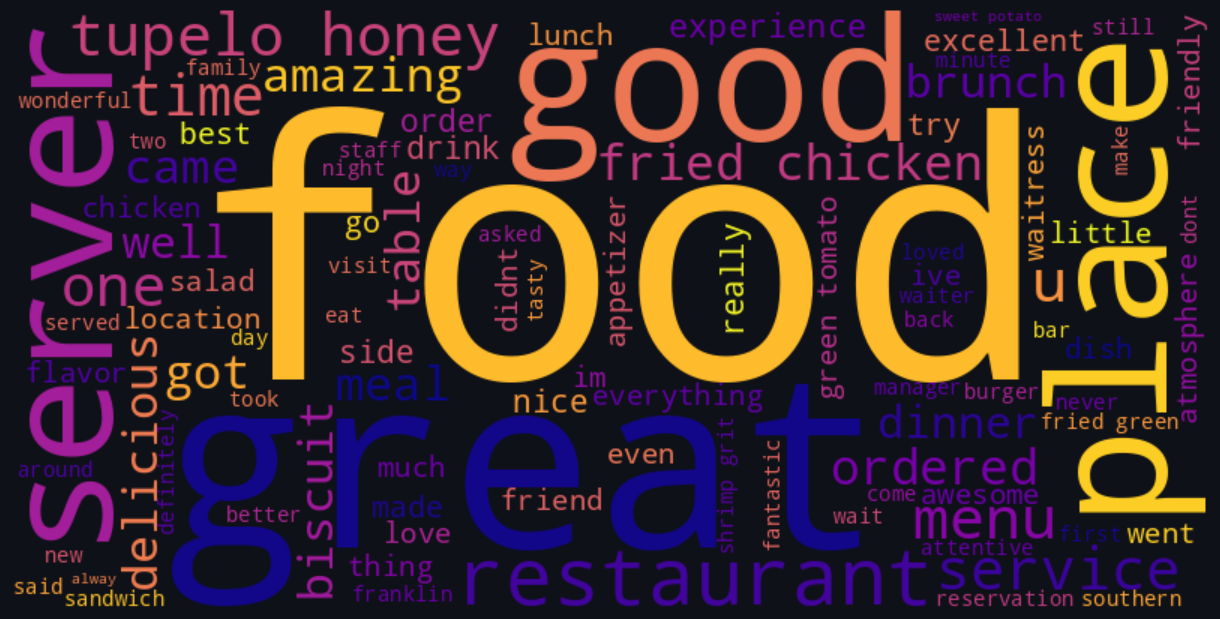 tupelo honey
lunch
experience
sweet potato
still
excellent
friendly
family
amazing
good
minute
brunch
place
wonderful
time
server
two
best
order
try
make
staff
drink
night
way
fried chicken
came
food
waitress
chicken
table
go
asked
appetizer
really
green tomato
loved
little
dont
well
didnt
tasty
ive
visit
waiter
u
one
salad
back
atmosphere
served
location
eat
day
bar
side
dish
flavor
got
meal
im
everything
manager
burger
never
took
nice
delicious
great
dinner
fried green
definitely
biscuit
even
shrimp grit
fantastic
around
much
ordered
better
made
friend
come
awesome
wait
menu
love
first
went
new
thing
attentive
restaurant
service
said
alway
sandwich
franklin
reservation
southern